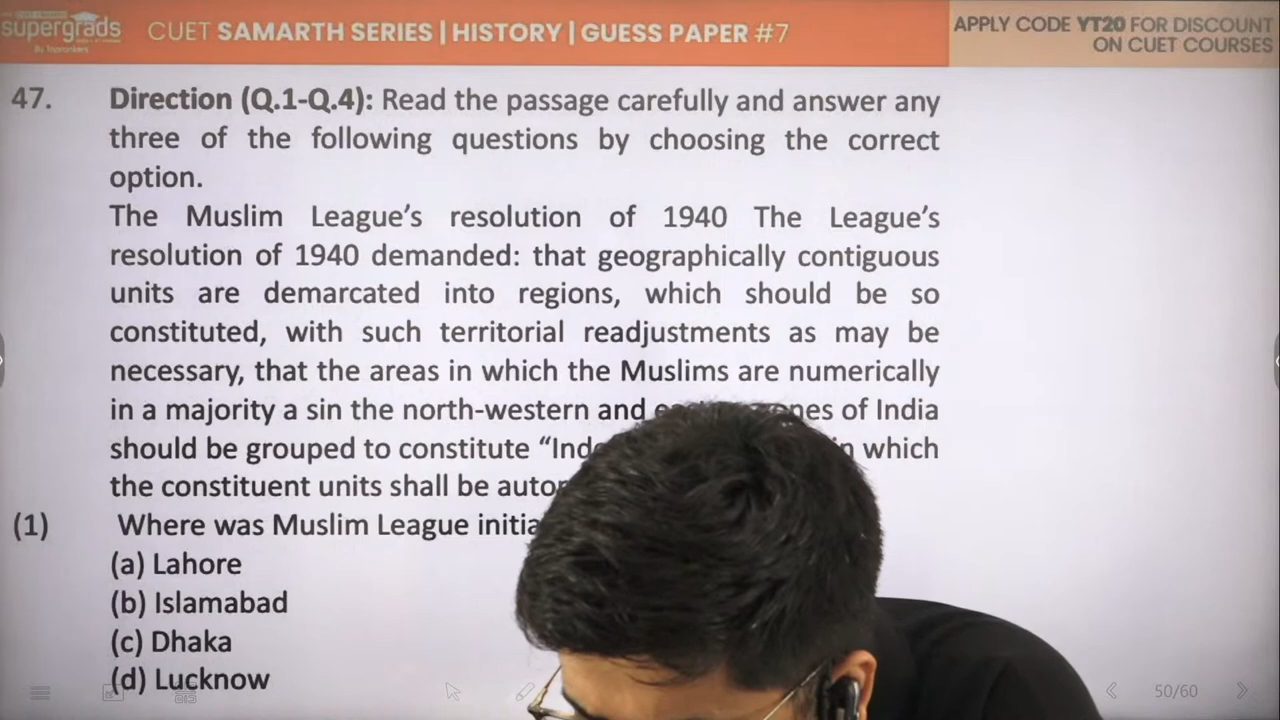 supergrads
By Toprankers
CUET SAMARTH SERIES | HISTORY | GUESS PAPER #7
APPLY CODE YT20 FOR DISCOUNT
ON CUET COURSES
47. Direction (Q.1-Q.4): Read the passage carefully and answer any
three of the following questions by choosing the correct
option.
The Muslim League's resolution of 1940 The League's
resolution of 1940 demanded: that geographically contiguous
units are demarcated into regions, which should be so
constituted, with such territorial readjustments as may be
necessary, that the areas in which the Muslims are numerically
in a majority a sin the north-western and of India
should be grouped to constitute which
the constituent units shall be
(1) Where was Muslim League
(a) Lahore
(b) Islamabad
(c) Dhaka
(d) Lucknow
50/60